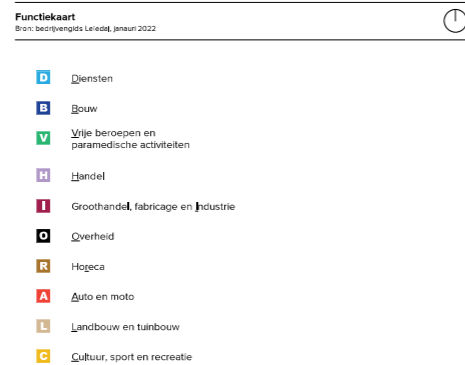 Functiekaart
Bron: bedrijvengids Leiedal, januari 2022
D Diensten
B Bouw
V Vrije beroepen en
paramedische activiteiten
H Handel
I Groothandel, fabricage en Industrie
O Overheid
R Horeca
A Auto en moto
L Landbouw en tuinbouw
C Cultuur, sport en recreatie